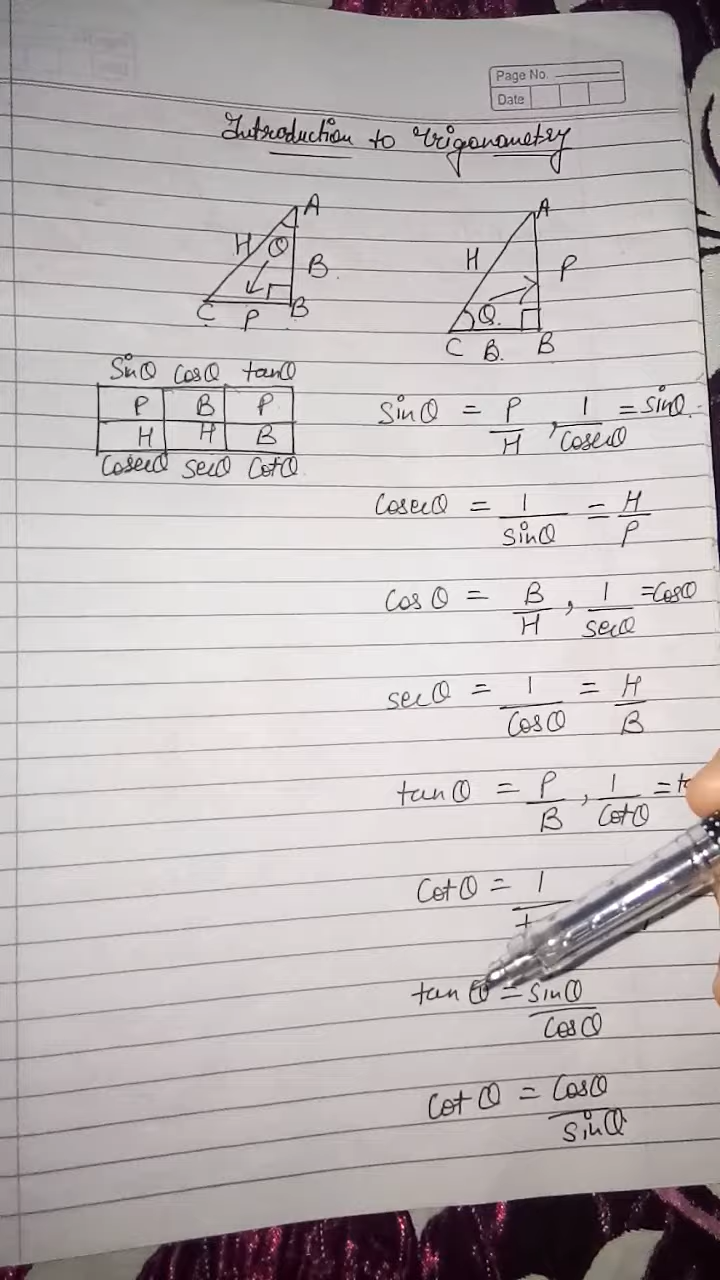 Page No.
Date
Introduction to Trigonometry
A
H θ
B
C P B
A
H
P
θ
C B. B
Sinθ Cosθ tanθ
P B P
H H B
Cosecθ secθ Cotθ
Sinθ = P/H , 1/Cosecθ = sinθ.
Cosecθ = 1/sinθ = H/P
Cos θ = B/H , 1/secθ = Cosθ
secθ = 1/Cosθ = H/B
tan θ = P/B , 1/Cotθ =
Cotθ = 1
tan θ = sinθ/Cosθ
Cot θ = Cosθ/sinθ